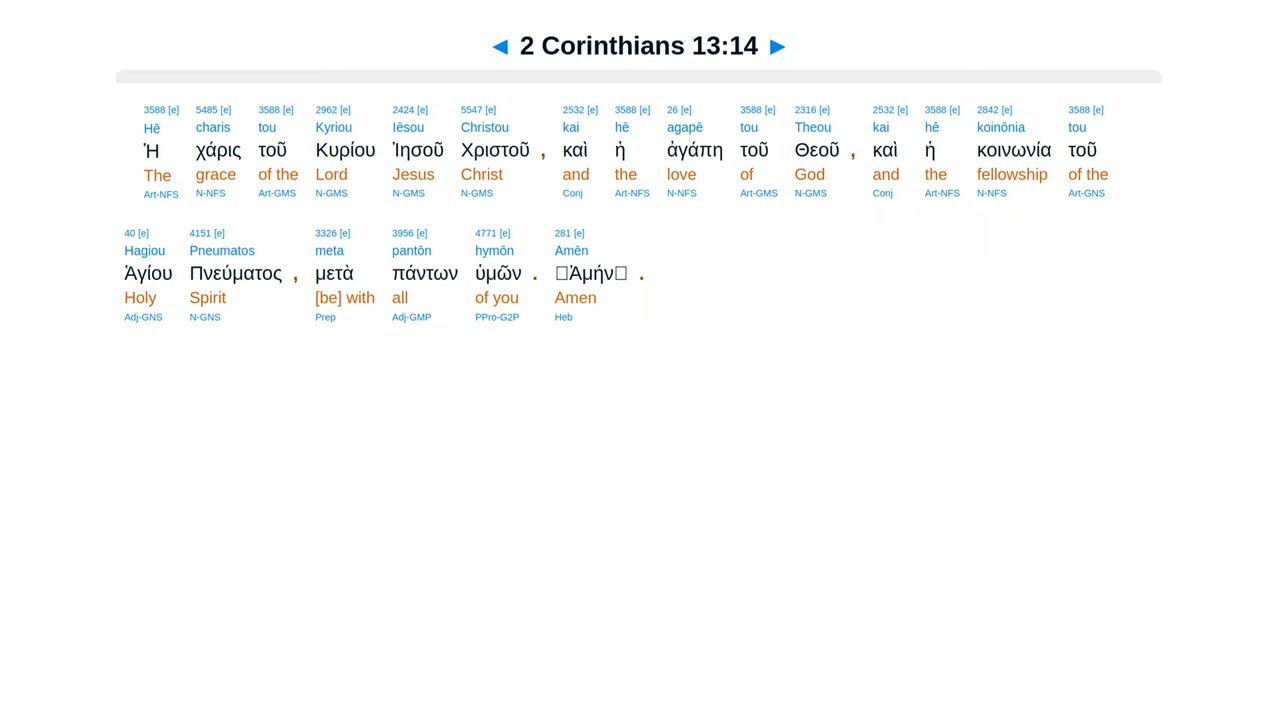 ◄ 2 Corinthians 13:14 ►
3588 [e] 5485 [e] 3588 [e] 2962 [e] 2424 [e] 5547 [e] 2532 [e] 3588 [e] 26 [e] 3588 [e] 2316 [e] 2532 [e] 3588 [e] 2842 [e] 3588 [e]
Hē charis tou Kyriou Iēsou Christou kai hē agapē tou Theou kai hē koinōnia tou
Ἡ χάρις τοῦ Κυρίου Ἰησοῦ Χριστοῦ , καὶ ἡ ἀγάπη τοῦ Θεοῦ , καὶ ἡ κοινωνία τοῦ
The grace of the Lord Jesus Christ and the love of God and the fellowship of the
Art-NFS N-NFS Art-GMS N-GMS N-GMS N-GMS Conj Art-NFS N-NFS Art-GMS N-GMS Conj Art-NFS N-NFS Art-GNS
40 [e] 4151 [e] 3326 [e] 3956 [e] 4771 [e] 281 [e]
Hagiou Pneumatos meta pantōn hymōn Amēn
Ἁγίου Πνεύματος , μετὰ πάντων ὑμῶν . □Ἀμήν□ .
Holy Spirit [be] with all of you Amen
Adj-GNS N-GNS Prep Adj-GMP PPro-G2P Heb